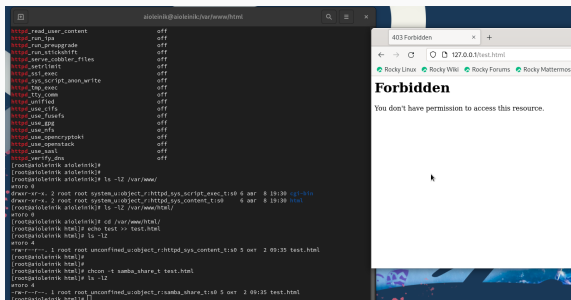 aioleinik@aioleinik:/var/www/html
httpd_read_user_content off
httpd_run_ipa off
httpd_run_preupgrade off
httpd_run_stickshift off
httpd_serve_cobbler_files off
httpd_setrlimit off
httpd_ssi_exec off
httpd_sys_script_anon_write off
httpd_tmp_exec off
httpd_tty_comm off
httpd_unified off
httpd_use_cifs off
httpd_use_fusefs off
httpd_use_gpg off
httpd_use_nfs off
httpd_use_opencryptoki off
httpd_use_openstack off
httpd_use_sasl off
httpd_verify_dns off
[root@aioleinik aioleinik]#
[root@aioleinik aioleinik]#
[root@aioleinik aioleinik]# ls -lZ /var/www/
итого 0
drwxr-xr-x. 2 root root system_u:object_r:httpd_sys_script_exec_t:s0 6 авг 8 19:30 cgi-bin
drwxr-xr-x. 2 root root system_u:object_r:httpd_sys_content_t:s0 6 авг 8 19:30 html
[root@aioleinik aioleinik]# ls -lZ /var/www/html/
итого 0
[root@aioleinik aioleinik]# cd /var/www/html/
[root@aioleinik html]# echo test >> test.html
[root@aioleinik html]# ls -lZ
итого 4
-rw-r--r--. 1 root root unconfined_u:object_r:httpd_sys_content_t:s0 5 окт 2 09:35 test.html
[root@aioleinik html]#
[root@aioleinik html]#
[root@aioleinik html]# chcon -t samba_share_t test.html
[root@aioleinik html]# ls -lZ
итого 4
-rw-r--r--. 1 root root unconfined_u:object_r:samba_share_t:s0 5 окт 2 09:35 test.html
[root@aioleinik html]#
403 Forbidden
127.0.0.1/test.html
Rocky Linux Rocky Wiki Rocky Forums Rocky Mattermost
Forbidden
You don't have permission to access this resource.